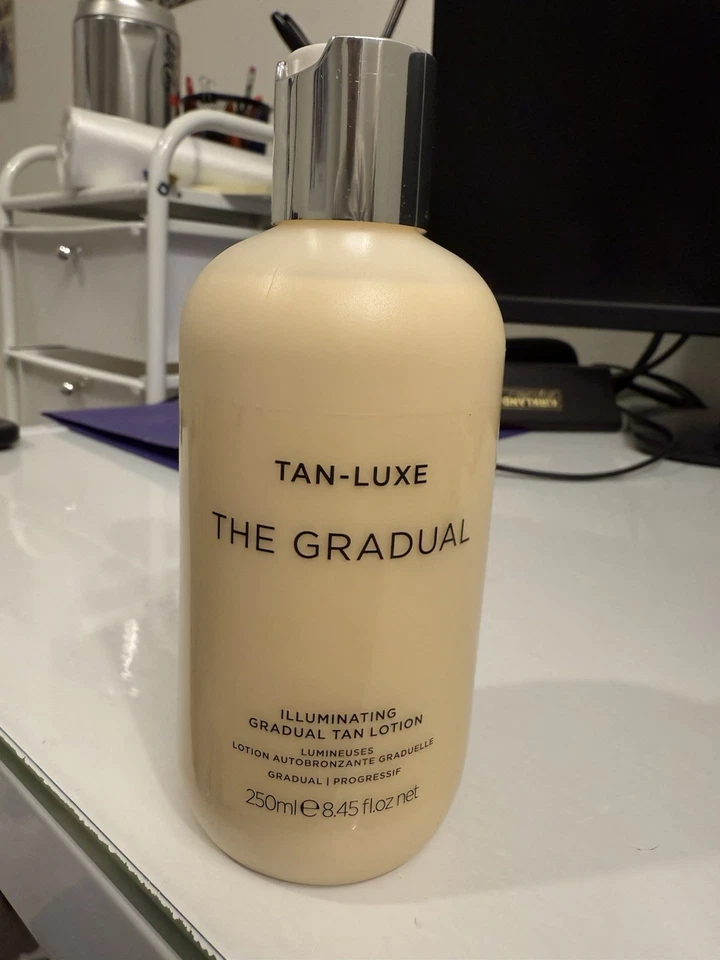 KIRKLAND
TAN-LUXE
THE GRADUAL
ILLUMINATING
GRADUAL TAN LOTION
LUMINEUSES
LOTION AUTOBRONZANTE GRADUELLE
GRADUAL | PROGRESSIF
250ml℮8.45 fl.oz net